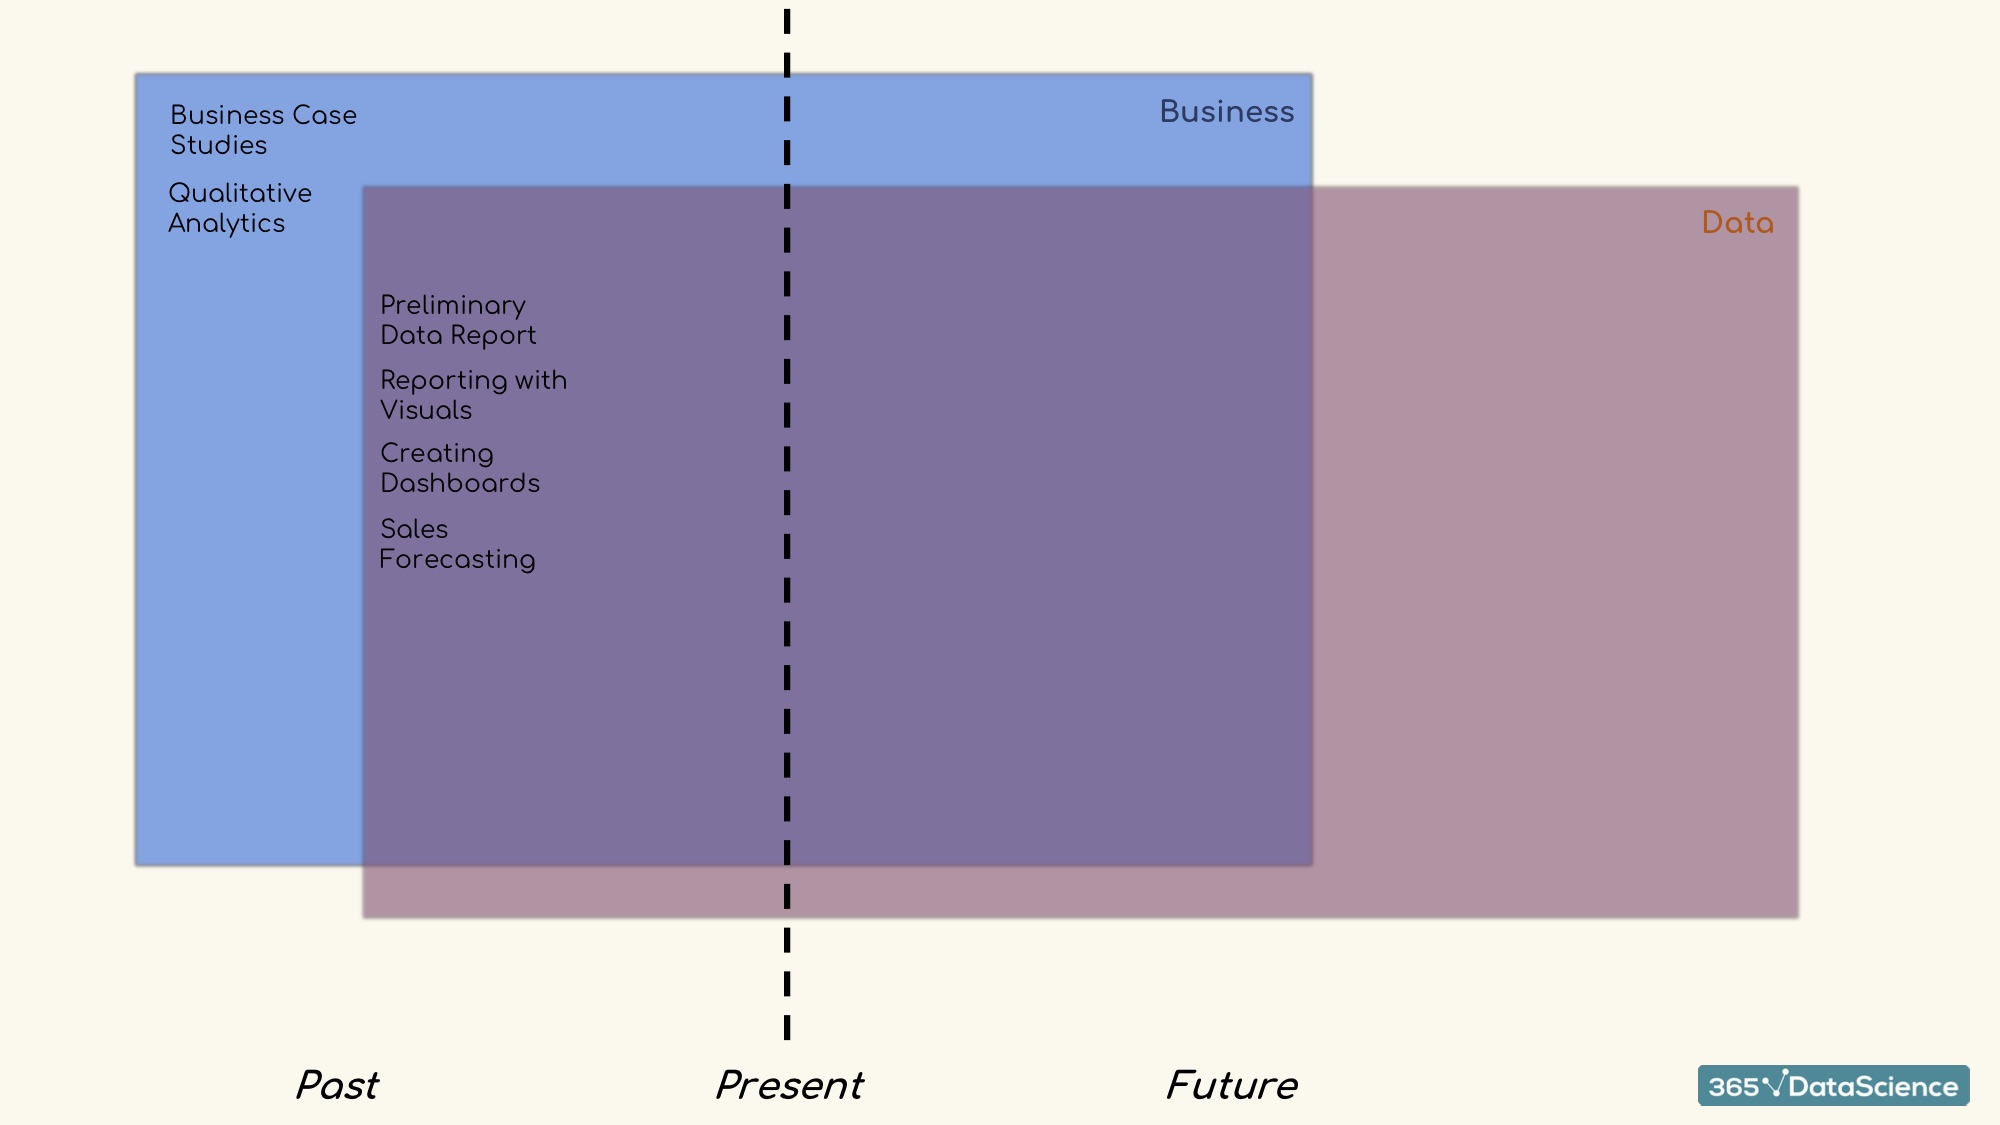 Business Case
Studies
Business
Qualitative
Analytics
Data
Preliminary
Data Report
Reporting with
Visuals
Creating
Dashboards
Sales
Forecasting
Past
Present
Future
365 DataScience